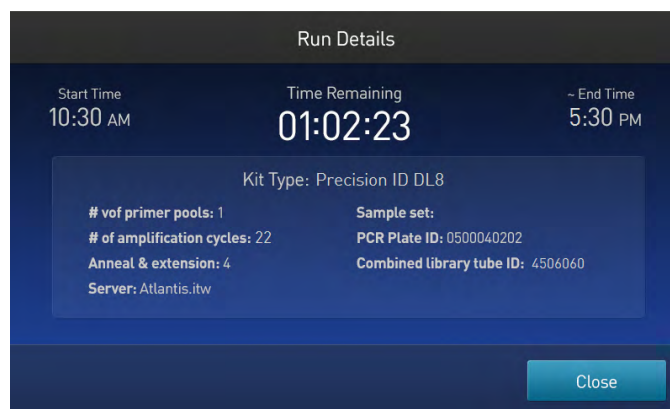 Run Details
Start Time
10:30 AM
Time Remaining
01:02:23
~ End Time
5:30 PM
Kit Type: Precision ID DL8
# vof primer pools: 1
# of amplification cycles: 22
Anneal & extension: 4
Server: Atlantis.itw
Sample set:
PCR Plate ID: 0500040202
Combined library tube ID: 4506060
Close